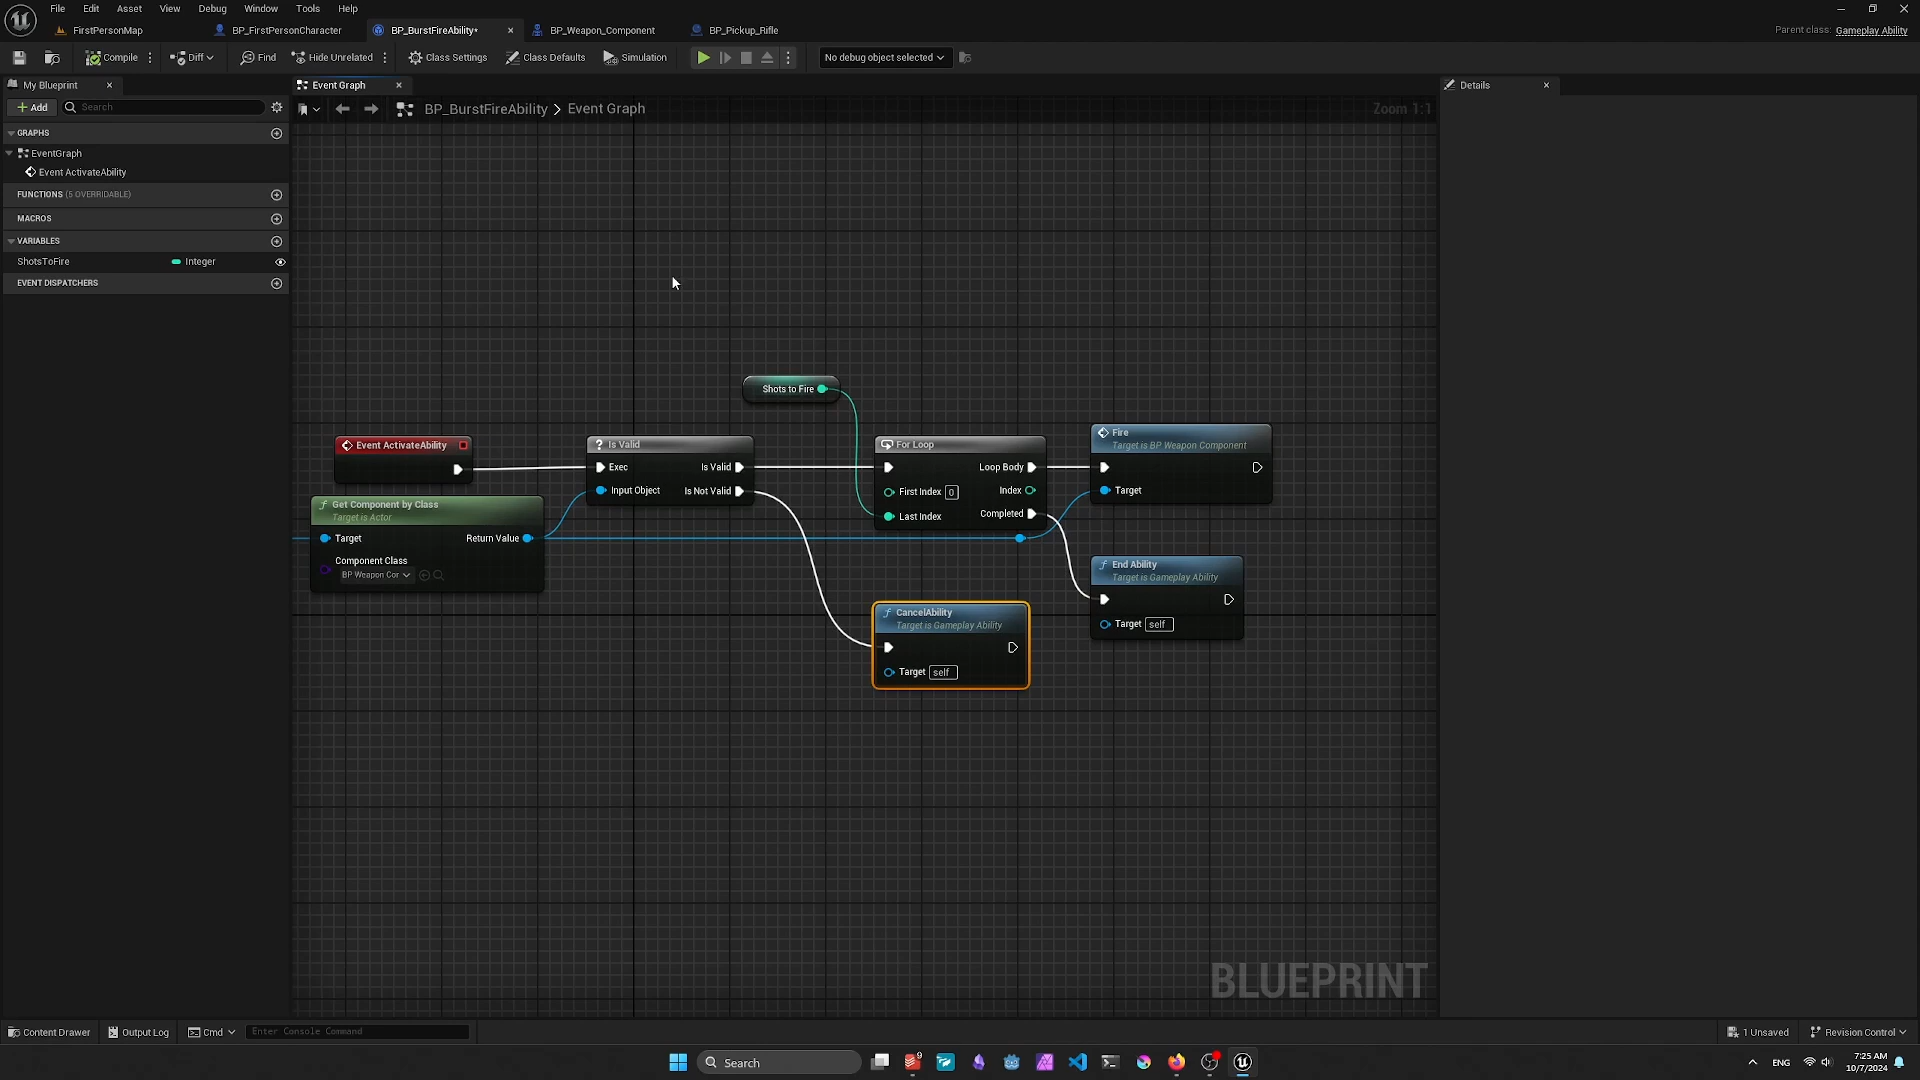 File Edit Asset View Debug Window Tools Help
FirstPersonMap BP_FirstPersonCharacter BP_BurstFireAbility* BP_Weapon_Component BP_Pickup_Rifle
Parent class: Gameplay Ability
Compile Diff Find Hide Unrelated Class Settings Class Defaults Simulation No debug object selected
My Blueprint
Event Graph
Details
Add Search
BP_BurstFireAbility > Event Graph
Zoom 1:1
GRAPHS
EventGraph
Event ActivateAbility
FUNCTIONS (5 OVERRIDABLE)
MACROS
VARIABLES
ShotsToFire Integer
EVENT DISPATCHERS
Shots to Fire
Event ActivateAbility
Is Valid
Exec Is Valid
Input Object Is Not Valid
For Loop
Loop Body
First Index 0 Index
Last Index Completed
Fire
Target is BP Weapon Component
Target
Get Component by Class
Target is Actor
Target Return Value
Component Class
BP Weapon Cor
End Ability
Target is Gameplay Ability
Target self
CancelAbility
Target is Gameplay Ability
Target self
BLUEPRINT
Content Drawer Output Log Cmd Enter Console Command
1 Unsaved Revision Control
Search
9
ENG
7:25 AM
10/7/2024